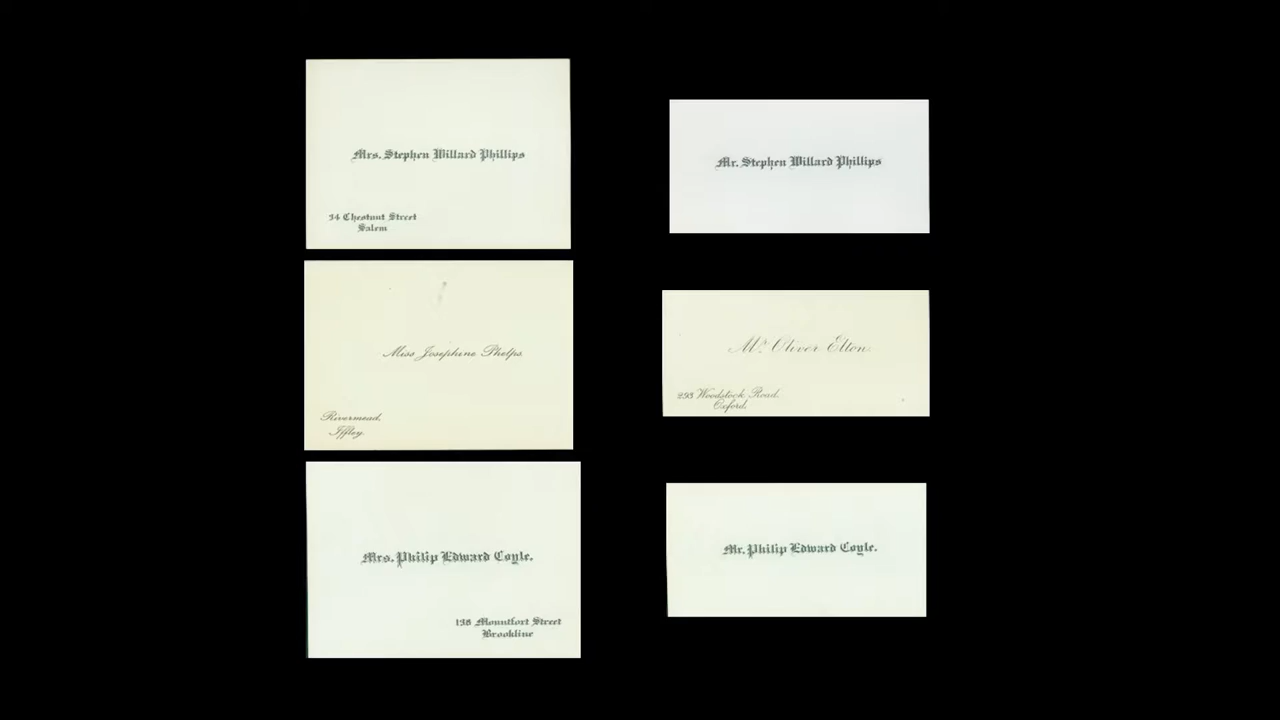 Mrs. Stephen Willard Phillips
34 Chestnut Street
Salem
Mr. Stephen Willard Phillips
Miss Josephine Phelps
Rivermead,
Iffley.
Mr. Oliver Elton.
293 Woodstock Road.
Oxford.
Mrs. Philip Edward Coyle.
138 Mountfort Street
Brookline
Mr. Philip Edward Coyle.